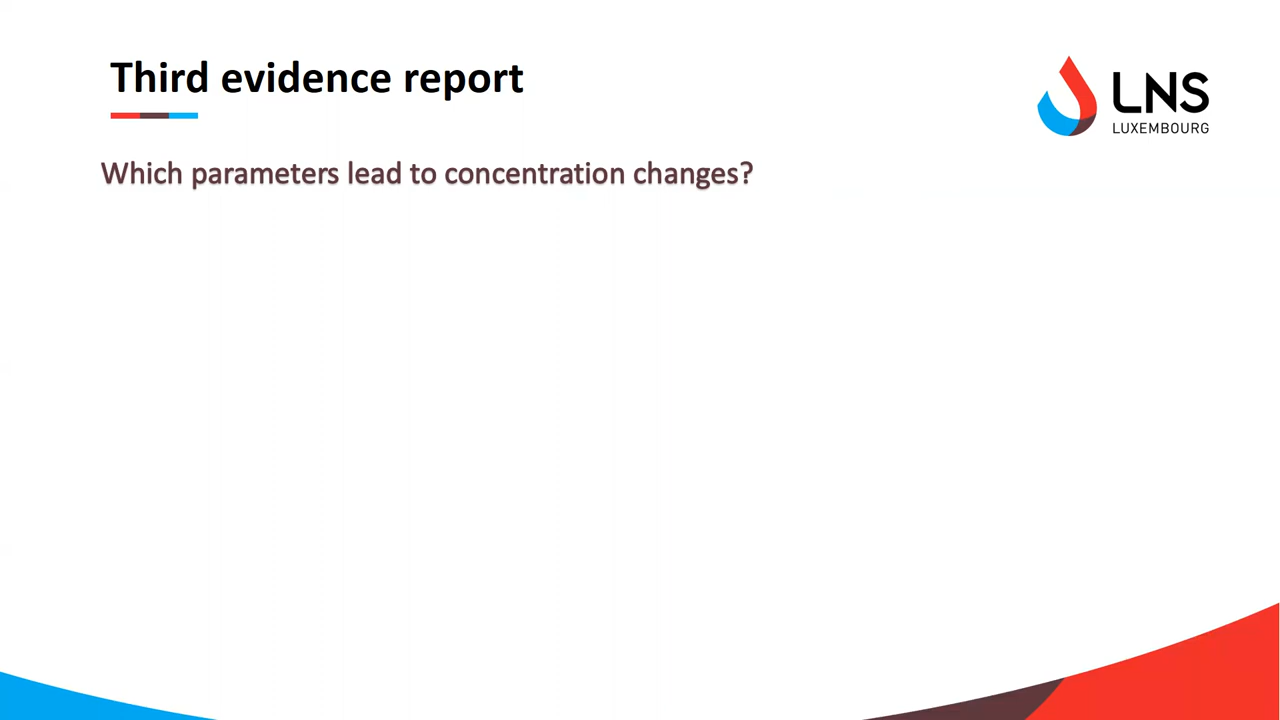 Third evidence report
LNS
LUXEMBOURG
Which parameters lead to concentration changes?